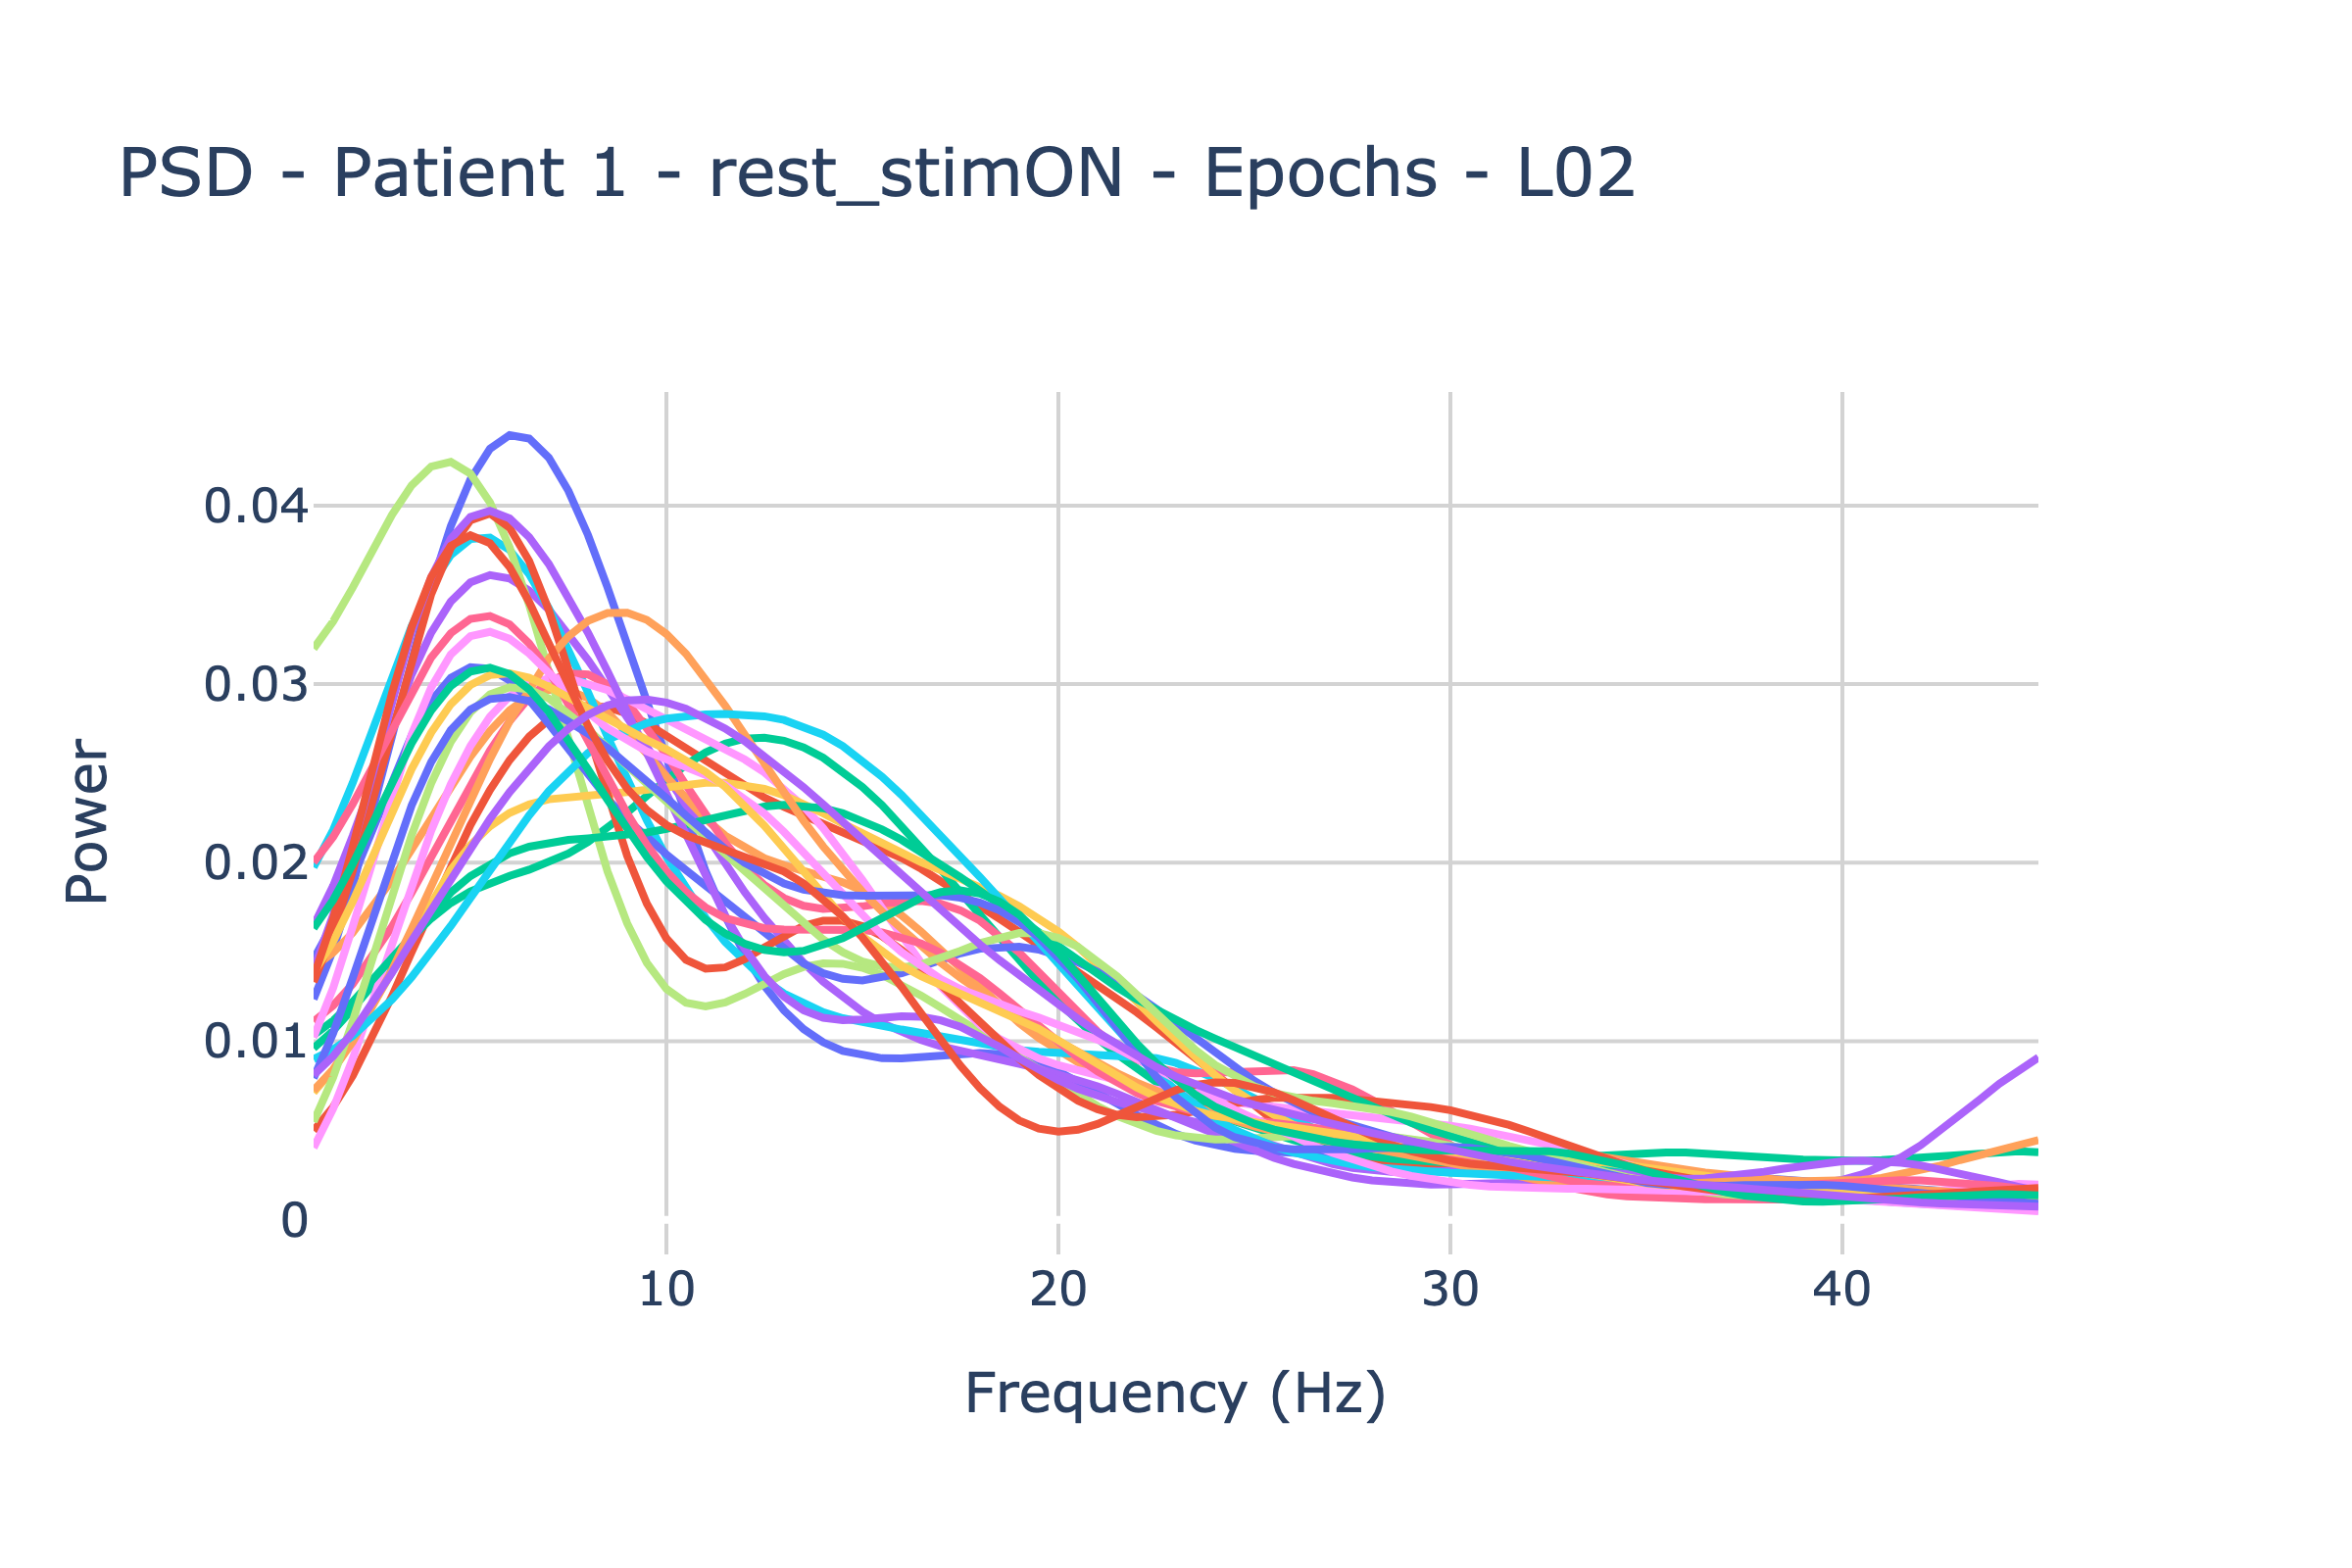 PSD - Patient 1 - rest_stimON - Epochs - L02
Power
0.04
0.03
0.02
0.01
0
10 20 30 40
Frequency (Hz)